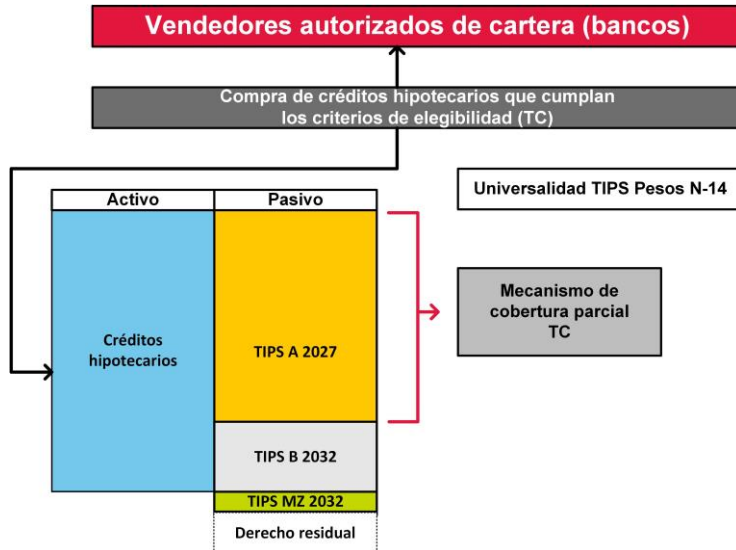 Vendedores autorizados de cartera (bancos)
Compra de créditos hipotecarios que cumplan
los criterios de elegibilidad (TC)
Universalidad TIPS Pesos N-14
Activo
Pasivo
Créditos
hipotecarios
TIPS A 2027
Mecanismo de
cobertura parcial
TC
TIPS B 2032
TIPS MZ 2032
Derecho residual